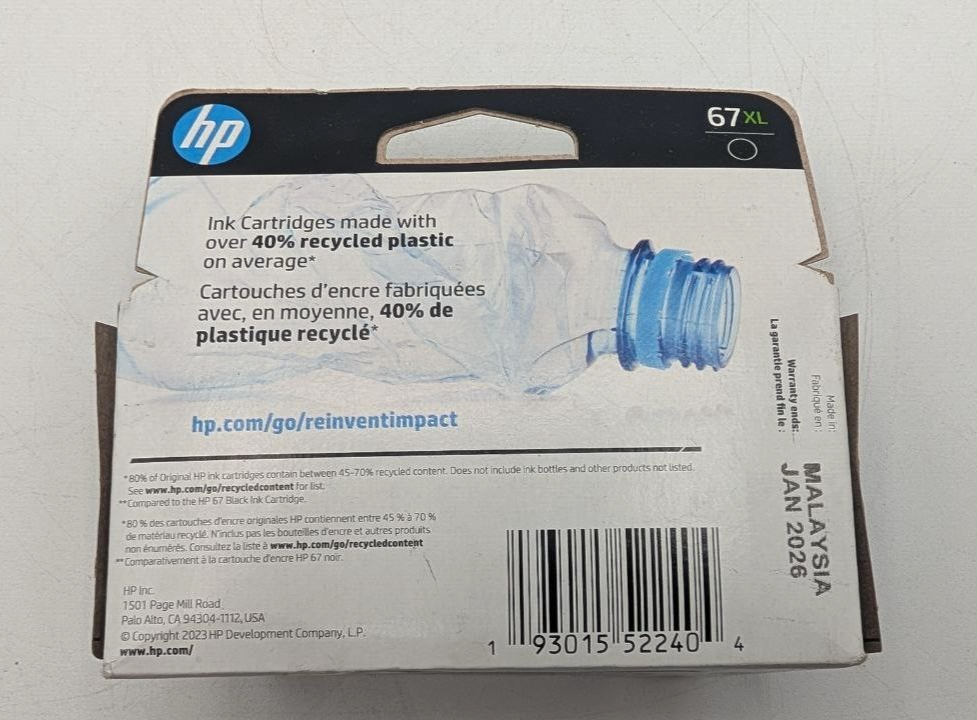 hp
67XL
Ink Cartridges made with
over 40% recycled plastic
on average*
Cartouches d'encre fabriquées
avec, en moyenne, 40% de
plastique recyclé*
hp.com/go/reinventimpact
*80% of Original HP ink cartridges contain between 45-70% recycled content. Does not include ink bottles and other products not listed.
See www.hp.com/go/recycledcontent for list.
**Compared to the HP 67 Black Ink Cartridge.
*80 % des cartouches d'encre originales HP contiennent entre 45 % à 70 %
de matériau recyclé. N'inclus pas les bouteilles d'encre et autres produits
non énumérés. Consultez la liste à www.hp.com/go/recycledcontent
**Comparativement à la cartouche d'encre HP 67 noir.
HP Inc.
1501 Page Mill Road
Palo Alto, CA 94304-1112, USA
© Copyright 2023 HP Development Company, L.P.
www.hp.com/
1 93015 52240 4
Made in:
Fabriqué en :
Warranty ends:
La garantie prend fin le :
MALAYSIA
JAN 2026